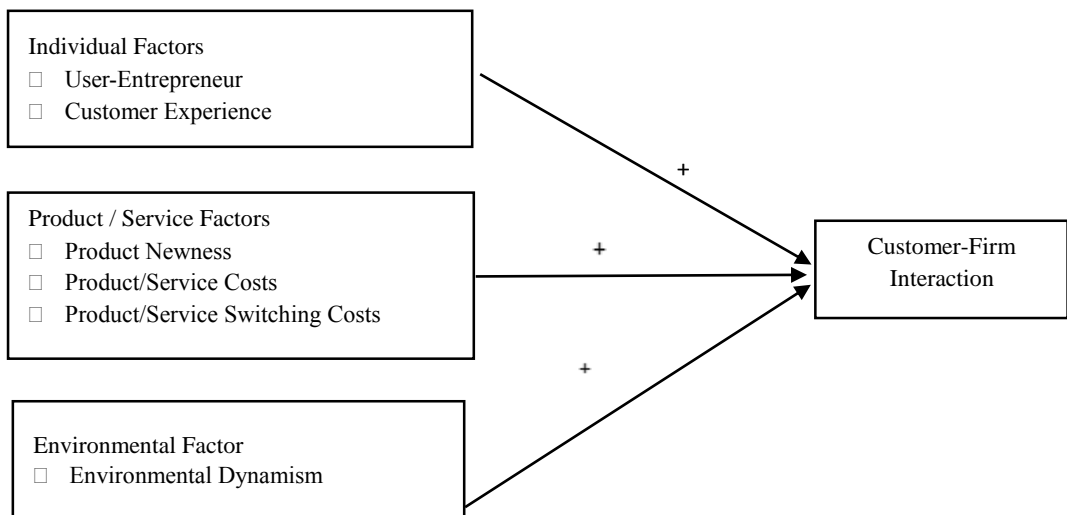 Individual Factors
□ User-Entrepreneur
□ Customer Experience
+
Product / Service Factors
□ Product Newness
□ Product/Service Costs
□ Product/Service Switching Costs
+
Customer-Firm
Interaction
+
Environmental Factor
□ Environmental Dynamism